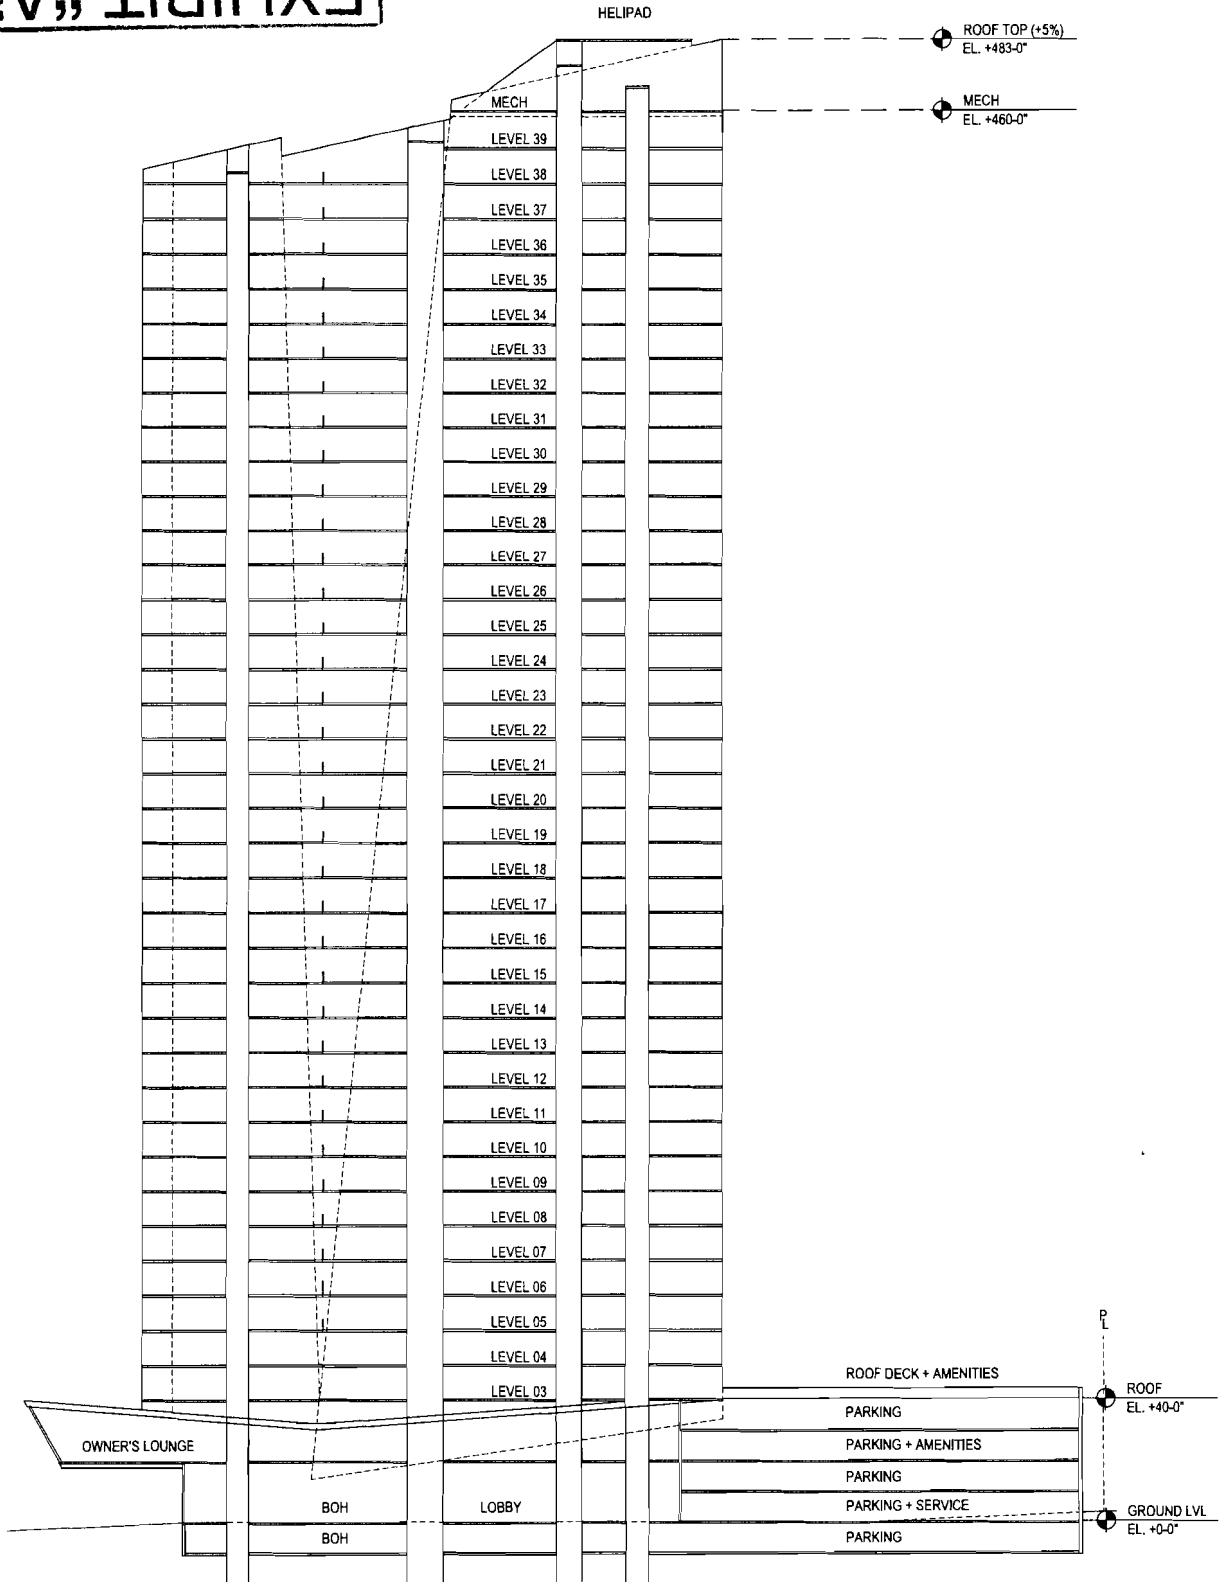 EXHIBIT "A"
HELIPAD
ROOF TOP (+5%)
EL. +483-0"
MECH
MECH
EL. +460-0"
LEVEL 39
LEVEL 38
LEVEL 37
LEVEL 36
LEVEL 35
LEVEL 34
LEVEL 33
LEVEL 32
LEVEL 31
LEVEL 30
LEVEL 29
LEVEL 28
LEVEL 27
LEVEL 26
LEVEL 25
LEVEL 24
LEVEL 23
LEVEL 22
LEVEL 21
LEVEL 20
LEVEL 19
LEVEL 18
LEVEL 17
LEVEL 16
LEVEL 15
LEVEL 14
LEVEL 13
LEVEL 12
LEVEL 11
LEVEL 10
LEVEL 09
LEVEL 08
LEVEL 07
LEVEL 06
LEVEL 05
LEVEL 04
LEVEL 03
PL
ROOF DECK + AMENITIES
ROOF
EL. +40-0"
PARKING
OWNER'S LOUNGE
PARKING + AMENITIES
PARKING
BOH
LOBBY
PARKING + SERVICE
GROUND LVL
EL. +0-0"
BOH
PARKING